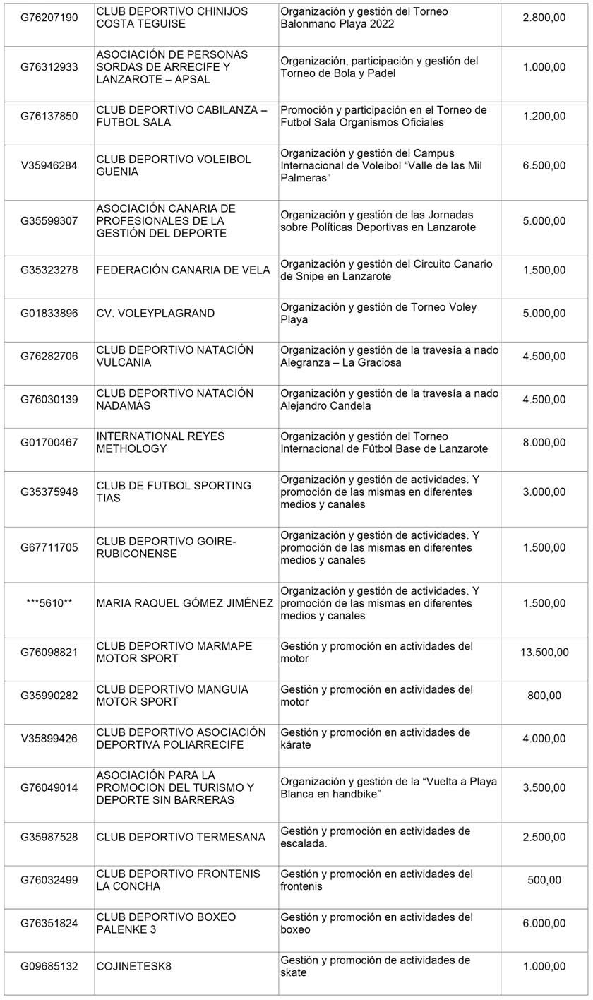 G76207190
CLUB DEPORTIVO CHINIJOS
COSTA TEGUISE
Organización y gestión del Torneo
Balonmano Playa 2022
2.800,00
G76312933
ASOCIACIÓN DE PERSONAS
SORDAS DE ARRECIFE Y
LANZAROTE – APSAL
Organización, participación y gestión del
Torneo de Bola y Padel
1.000,00
G76137850
CLUB DEPORTIVO CABILANZA –
FUTBOL SALA
Promoción y participación en el Torneo de
Futbol Sala Organismos Oficiales
1.200,00
V35946284
CLUB DEPORTIVO VOLEIBOL
GUENIA
Organización y gestión del Campus
Internacional de Voleibol “Valle de las Mil
Palmeras”
6.500,00
G35599307
ASOCIACIÓN CANARIA DE
PROFESIONALES DE LA
GESTIÓN DEL DEPORTE
Organización y gestión de las Jornadas
sobre Políticas Deportivas en Lanzarote
5.000,00
G35323278
FEDERACIÓN CANARIA DE VELA
Organización y gestión del Circuito Canario
de Snipe en Lanzarote
1.500,00
G01833896
CV. VOLEYPLAGRAND
Organización y gestión de Torneo Voley
Playa
5.000,00
G76282706
CLUB DEPORTIVO NATACIÓN
VULCANIA
Organización y gestión de la travesía a nado
Alegranza – La Graciosa
4.500,00
G76030139
CLUB DEPORTIVO NATACIÓN
NADAMÁS
Organización y gestión de la travesía a nado
Alejandro Candela
4.500,00
G01700467
INTERNATIONAL REYES
METHOLOGY
Organización y gestión del Torneo
Internacional de Fútbol Base de Lanzarote
8.000,00
G35375948
CLUB DE FUTBOL SPORTING
TIAS
Organización y gestión de actividades. Y
promoción de las mismas en diferentes
medios y canales
3.000,00
G67711705
CLUB DEPORTIVO GOIRE-
RUBICONENSE
Organización y gestión de actividades. Y
promoción de las mismas en diferentes
medios y canales
1.500,00
***5610**
MARIA RAQUEL GÓMEZ JIMÉNEZ
Organización y gestión de actividades. Y
promoción de las mismas en diferentes
medios y canales
1.500,00
G76098821
CLUB DEPORTIVO MARMAPE
MOTOR SPORT
Gestión y promoción en actividades del
motor
13.500,00
G35990282
CLUB DEPORTIVO MANGUIA
MOTOR SPORT
Gestión y promoción en actividades del
motor
800,00
V35899426
CLUB DEPORTIVO ASOCIACIÓN
DEPORTIVA POLIARRECIFE
Gestión y promoción en actividades de
kárate
4.000,00
G76049014
ASOCIACIÓN PARA LA
PROMOCION DEL TURISMO Y
DEPORTE SIN BARRERAS
Organización y gestión de la “Vuelta a Playa
Blanca en handbike”
3.500,00
G35987528
CLUB DEPORTIVO TERMESANA
Gestión y promoción en actividades de
escalada.
2.500,00
G76032499
CLUB DEPORTIVO FRONTENIS
LA CONCHA
Gestión y promoción en actividades del
frontenis
500,00
G76351824
CLUB DEPORTIVO BOXEO
PALENKE 3
Gestión y promoción en actividades del
boxeo
6.000,00
G09685132
COJINETESK8
Gestión y promoción de actividades de
skate
1.000,00